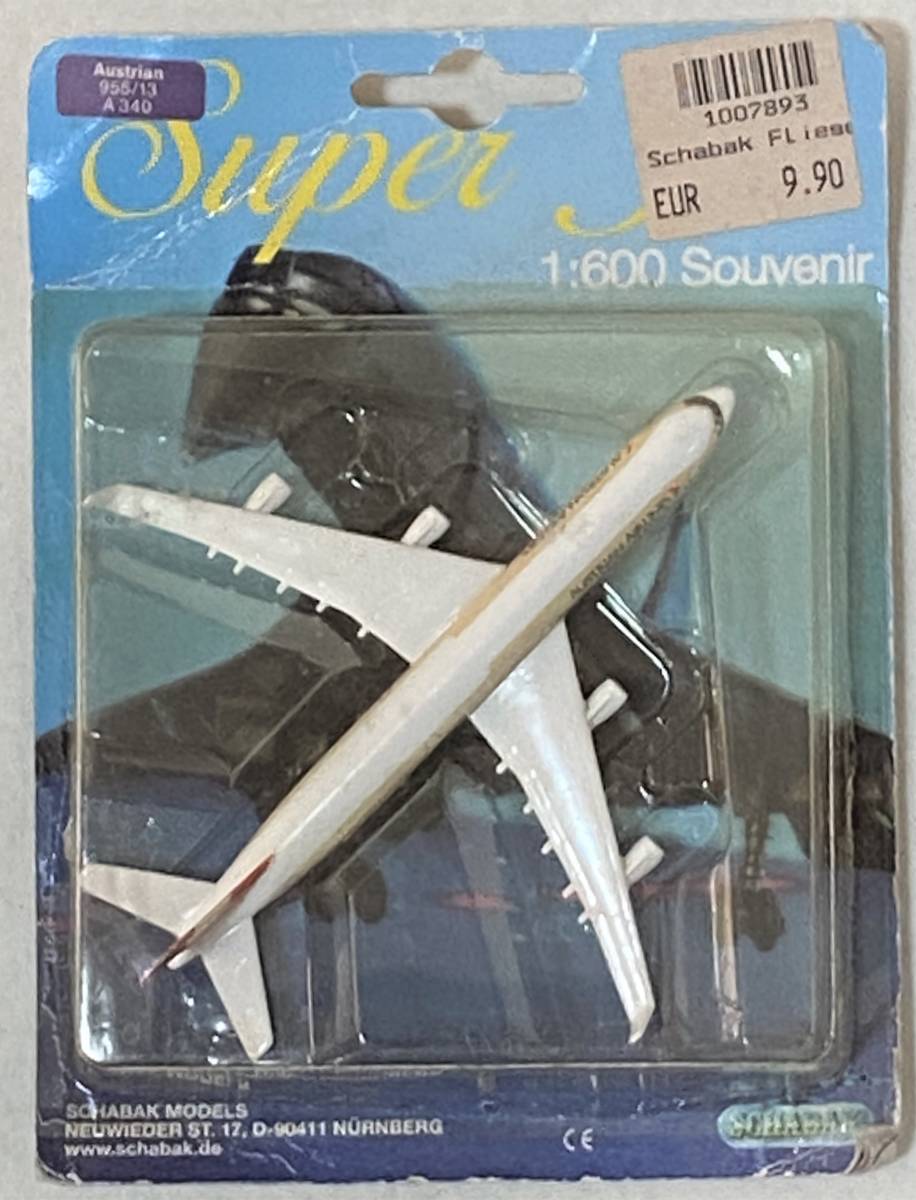 Austrian
955/13
A 340
Super
1007893
Schabak Fliese
EUR 9.90
1:600 Souvenir
SCHABAK MODELS
NEUWIEDER ST. 17, D-90411 NÜRNBERG
www.schabak.de
CE
SCHABAK